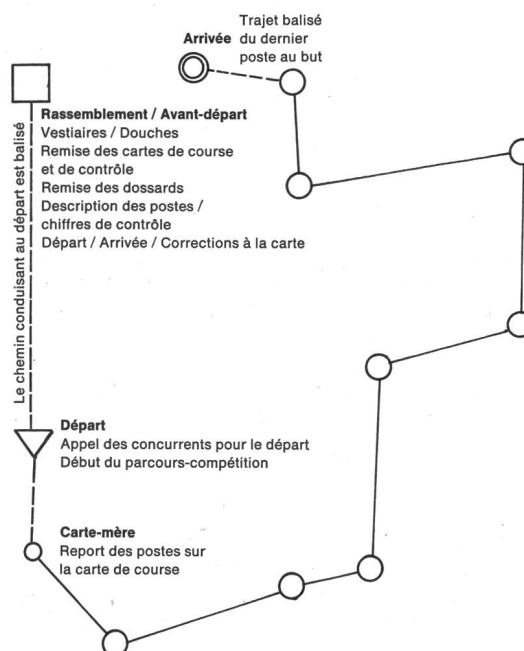 Trajet balisé
du dernier
poste au but
Arrivée
Rassemblement / Avant-départ
Vestiaires / Douches
Remise des cartes de course
et de contrôle
Remise des dossards
Description des postes /
chiffres de contrôle
Départ / Arrivée / Corrections à la carte
Le chemin conduisant au départ est balisé
Départ
Appel des concurrents pour le départ
Début du parcours-compétition
Carte-mère
Report des postes sur
la carte de course